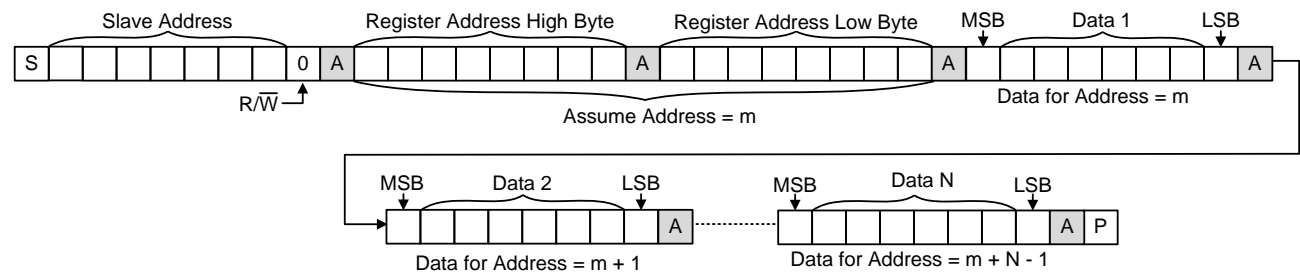 Slave Address Register Address High Byte Register Address Low Byte MSB Data 1 LSB
S 0 A A A A
R/W̅ Assume Address = m Data for Address = m
MSB Data 2 LSB MSB Data N LSB
A A P
Data for Address = m + 1 Data for Address = m + N - 1